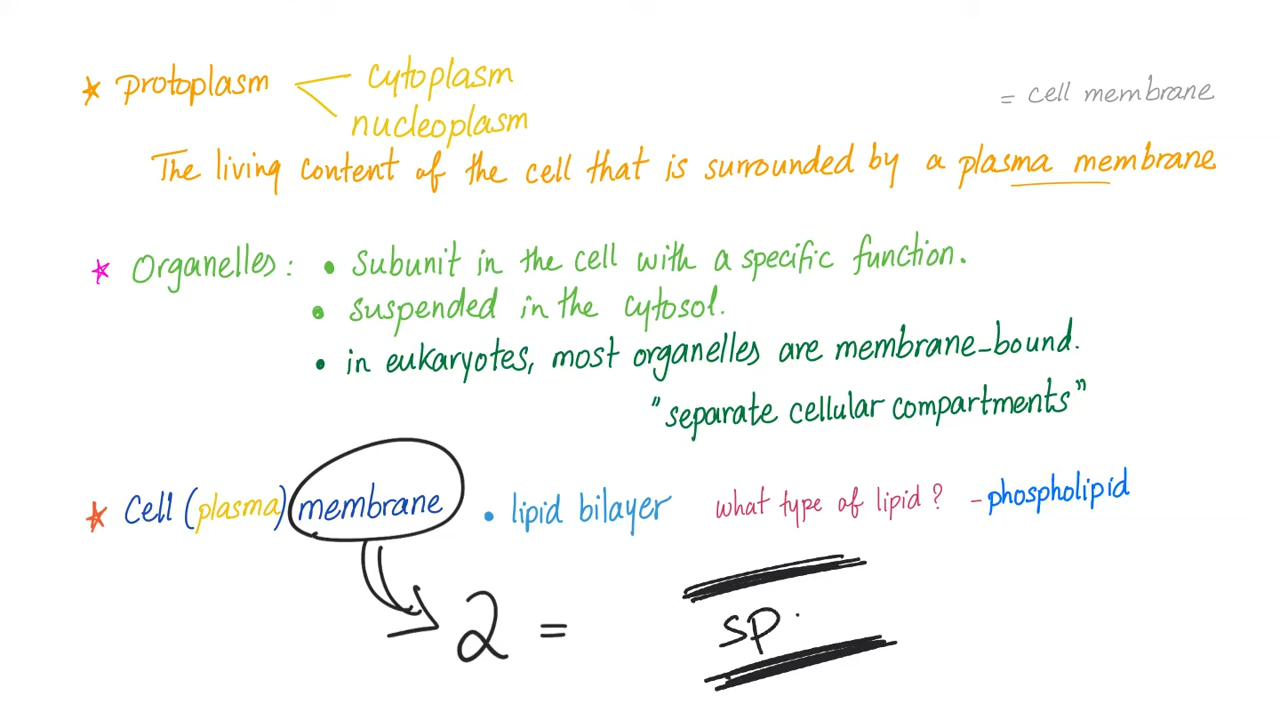 ★ Protoplasm < cytoplasm
nucleoplasm
= cell membrane
The living content of the cell that is surrounded by a plasma membrane
★ Organelles: • Subunit in the cell with a specific function.
• suspended in the cytosol.
• in eukaryotes, most organelles are membrane-bound.
"separate cellular compartments"
★ Cell (plasma) membrane • lipid bilayer what type of lipid? - phospholipid
2 =
sp